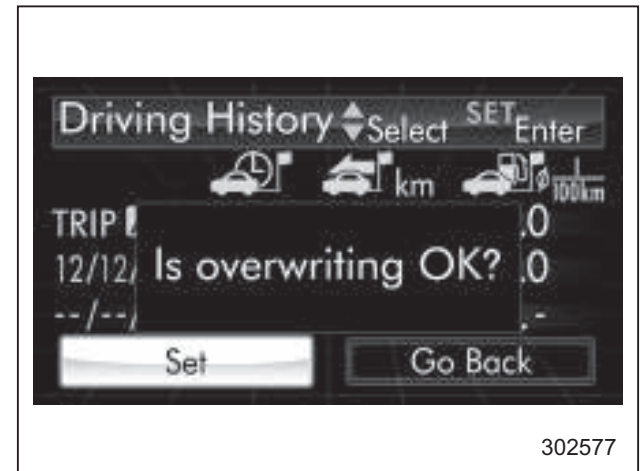 Driving History Select SET Enter
km l/100km
TRIP .0
12/12/ .0
--/--/ .-
Is overwriting OK?
Set Go Back
302577